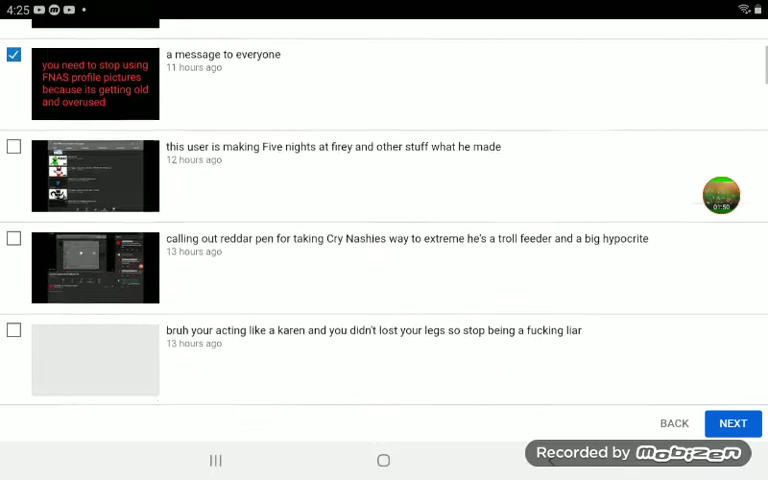 4:25
a message to everyone
11 hours ago
you need to stop using
FNAS profile pictures
because its getting old
and overused
this user is making Five nights at firey and other stuff what he made
12 hours ago
01:50
calling out reddar pen for taking Cry Nashies way to extreme he's a troll feeder and a big hypocrite
13 hours ago
bruh your acting like a karen and you didn't lost your legs so stop being a fucking liar
13 hours ago
BACK NEXT
Recorded by mobizen